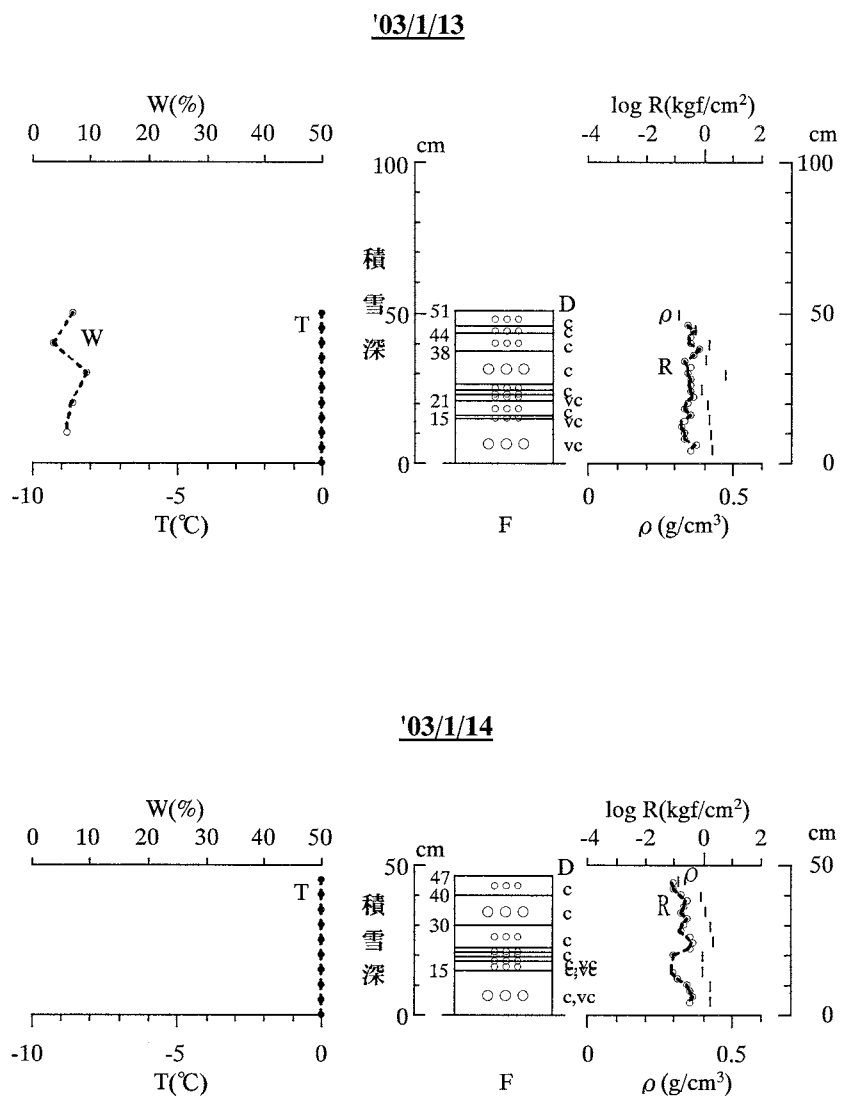 '03/1/13
W(%)
0 10 20 30 40 50
log R(kgf/cm²)
-4 -2 0 2
cm
cm
100
100
積
雪
深
T
W
50
D
51
c
c
44
c
38
c
c
21
vc
c
15
vc
vc
0
ρ
R
50
0
-10 -5 0
T(℃)
F
0 0.5
ρ (g/cm³)
'03/1/14
W(%)
0 10 20 30 40 50
log R(kgf/cm²)
-4 -2 0 2
cm
cm
50
50
積
雪
深
T
D
47
c
40
c
30
c
c
c,vc
15
c,vc
c,vc
0
ρ
R
0
-10 -5 0
T(℃)
F
0 0.5
ρ (g/cm³)